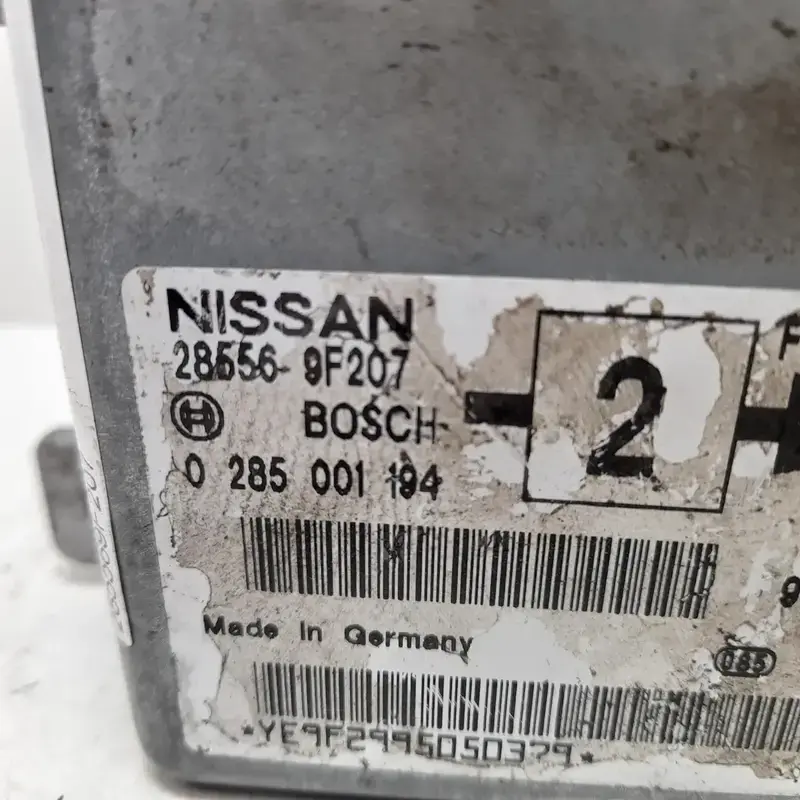 NISSAN
28556-9F207
BOSCH
2
0 285 001 194
Made In Germany
085
*YE9F2995050379*